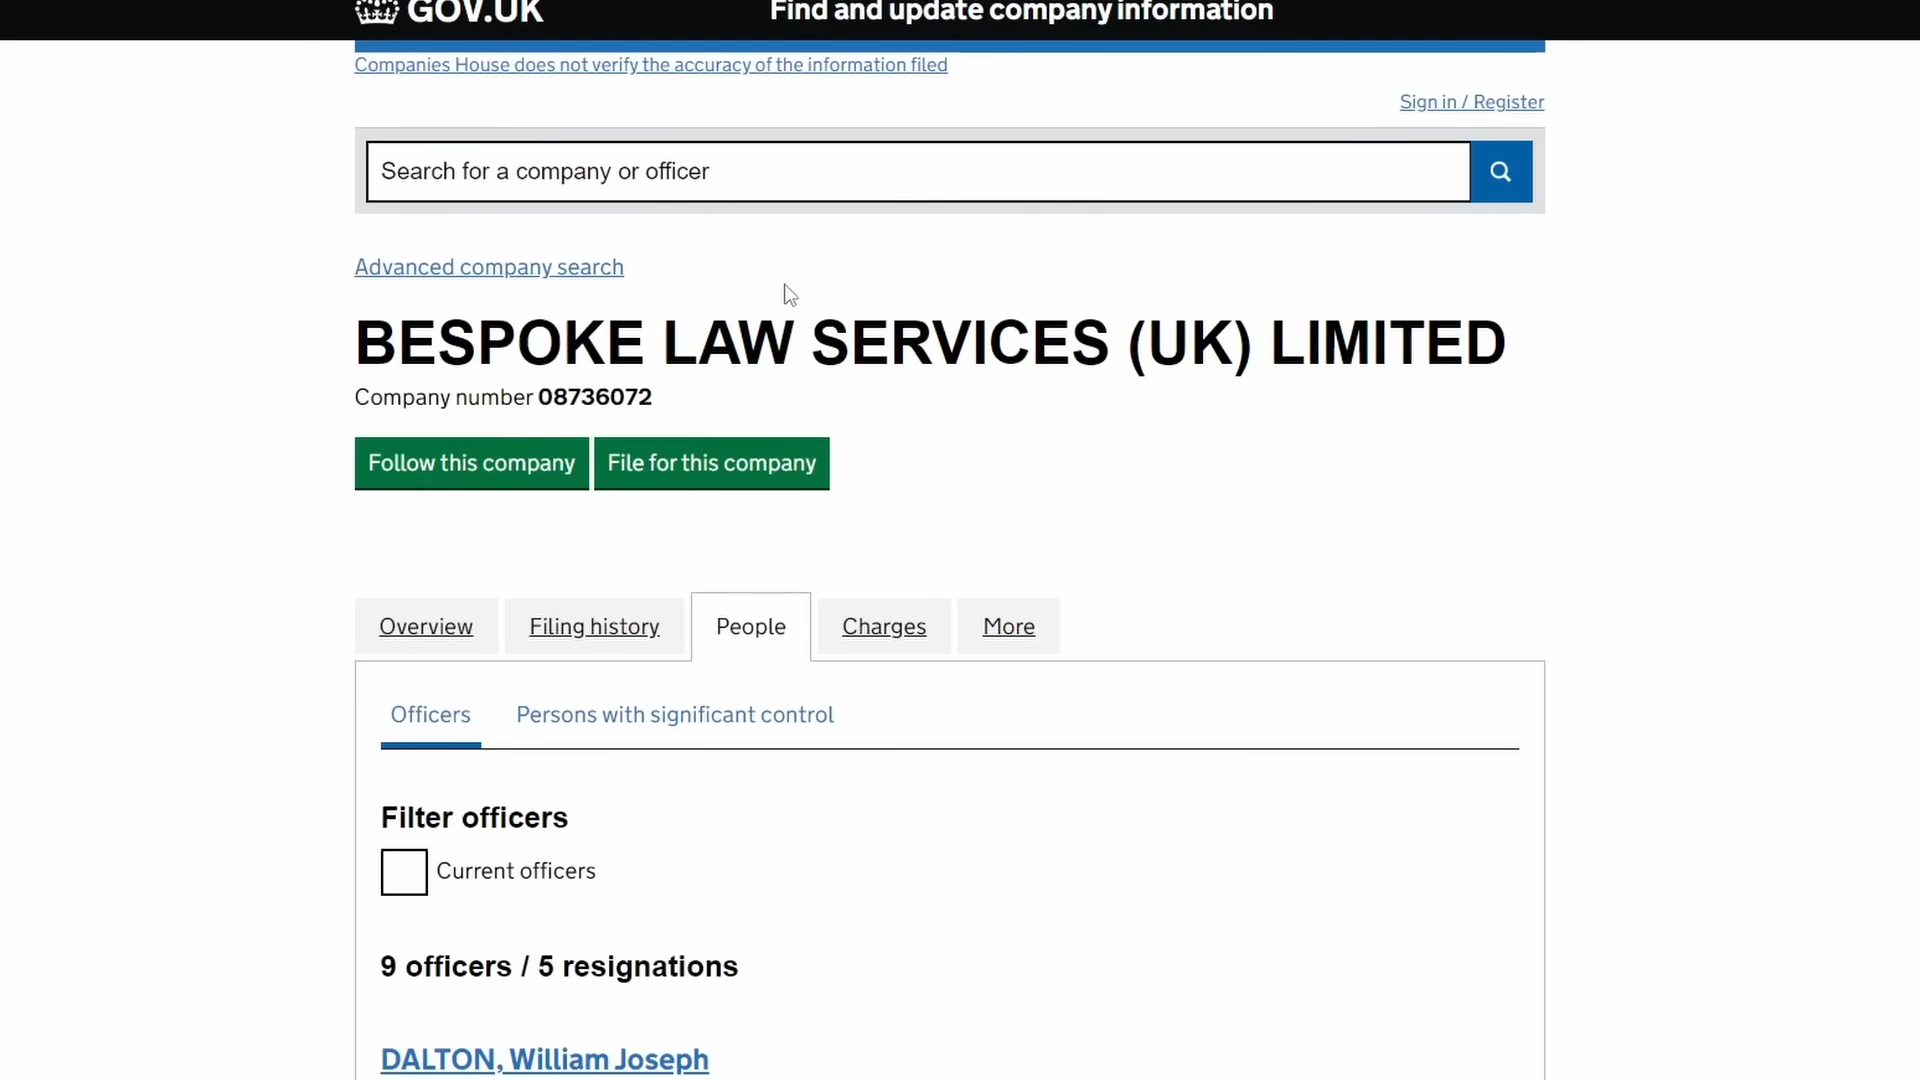 GOV.UK
Find and update company information
Companies House does not verify the accuracy of the information filed
Sign in / Register
Search for a company or officer
Advanced company search
BESPOKE LAW SERVICES (UK) LIMITED
Company number 08736072
Follow this company
File for this company
Overview
Filing history
People
Charges
More
Officers
Persons with significant control
Filter officers
Current officers
9 officers / 5 resignations
DALTON, William Joseph